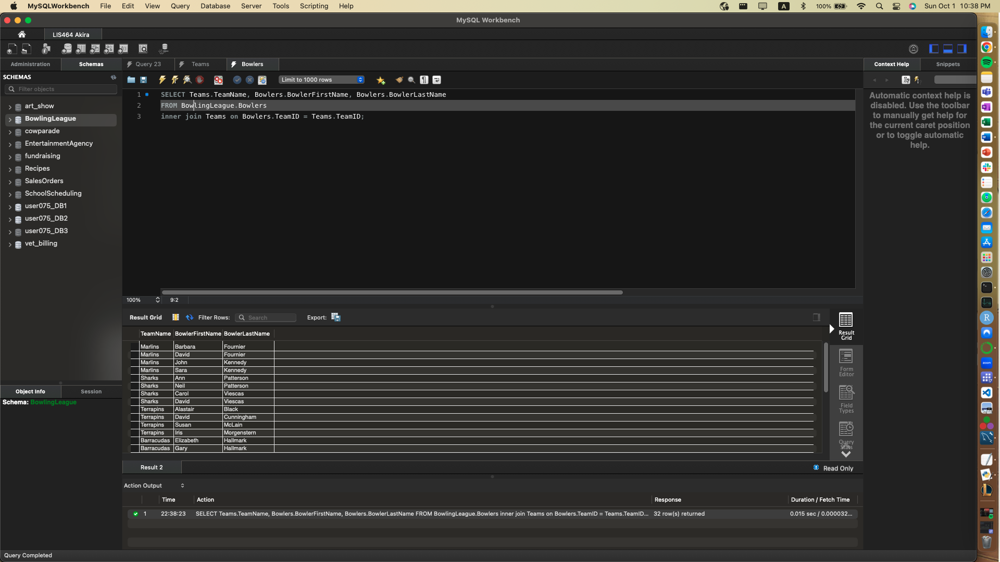 MySQLWorkbench File Edit View Query Database Server Tools Scripting Help A 100% Sun Oct 1 10:38 PM
MySQL Workbench
LIS464 Akira
Administration Schemas Query 23 Teams Bowlers Context Help Snippets
SCHEMAS
Filter objects
Limit to 1000 rows
art_show
BowlingLeague
cowparade
EntertainmentAgency
fundraising
Recipes
SalesOrders
SchoolScheduling
user075_DB1
user075_DB2
user075_DB3
vet_billing
1 SELECT Teams.TeamName, Bowlers.BowlerFirstName, Bowlers.BowlerLastName
2 FROM BowlingLeague.Bowlers
3 inner join Teams on Bowlers.TeamID = Teams.TeamID;
Automatic context help is
disabled. Use the toolbar
to manually get help for
the current caret position
or to toggle automatic
help.
100% 9:2
Result Grid Filter Rows: Search Export:
TeamName BowlerFirstName BowlerLastName
Marlins Barbara Fournier
Marlins David Fournier
Marlins John Kennedy
Marlins Sara Kennedy
Sharks Ann Patterson
Sharks Neil Patterson
Sharks Carol Viescas
Sharks David Viescas
Terrapins Alastair Black
Terrapins David Cunningham
Terrapins Susan McLain
Terrapins Iris Morgenstern
Barracudas Elizabeth Hallmark
Barracudas Gary Hallmark
Result
Grid
Form
Editor
Field
Types
Query
Stats
Object Info Session
Schema: BowlingLeague
Result 2 Read Only
Action Output
Time Action Response Duration / Fetch Time
1 22:38:23 SELECT Teams.TeamName, Bowlers.BowlerFirstName, Bowlers.BowlerLastName FROM BowlingLeague.Bowlers inner join Teams on Bowlers.TeamID = Teams.TeamID... 32 row(s) returned 0.015 sec / 0.000032...
Query Completed
zoom
17
R